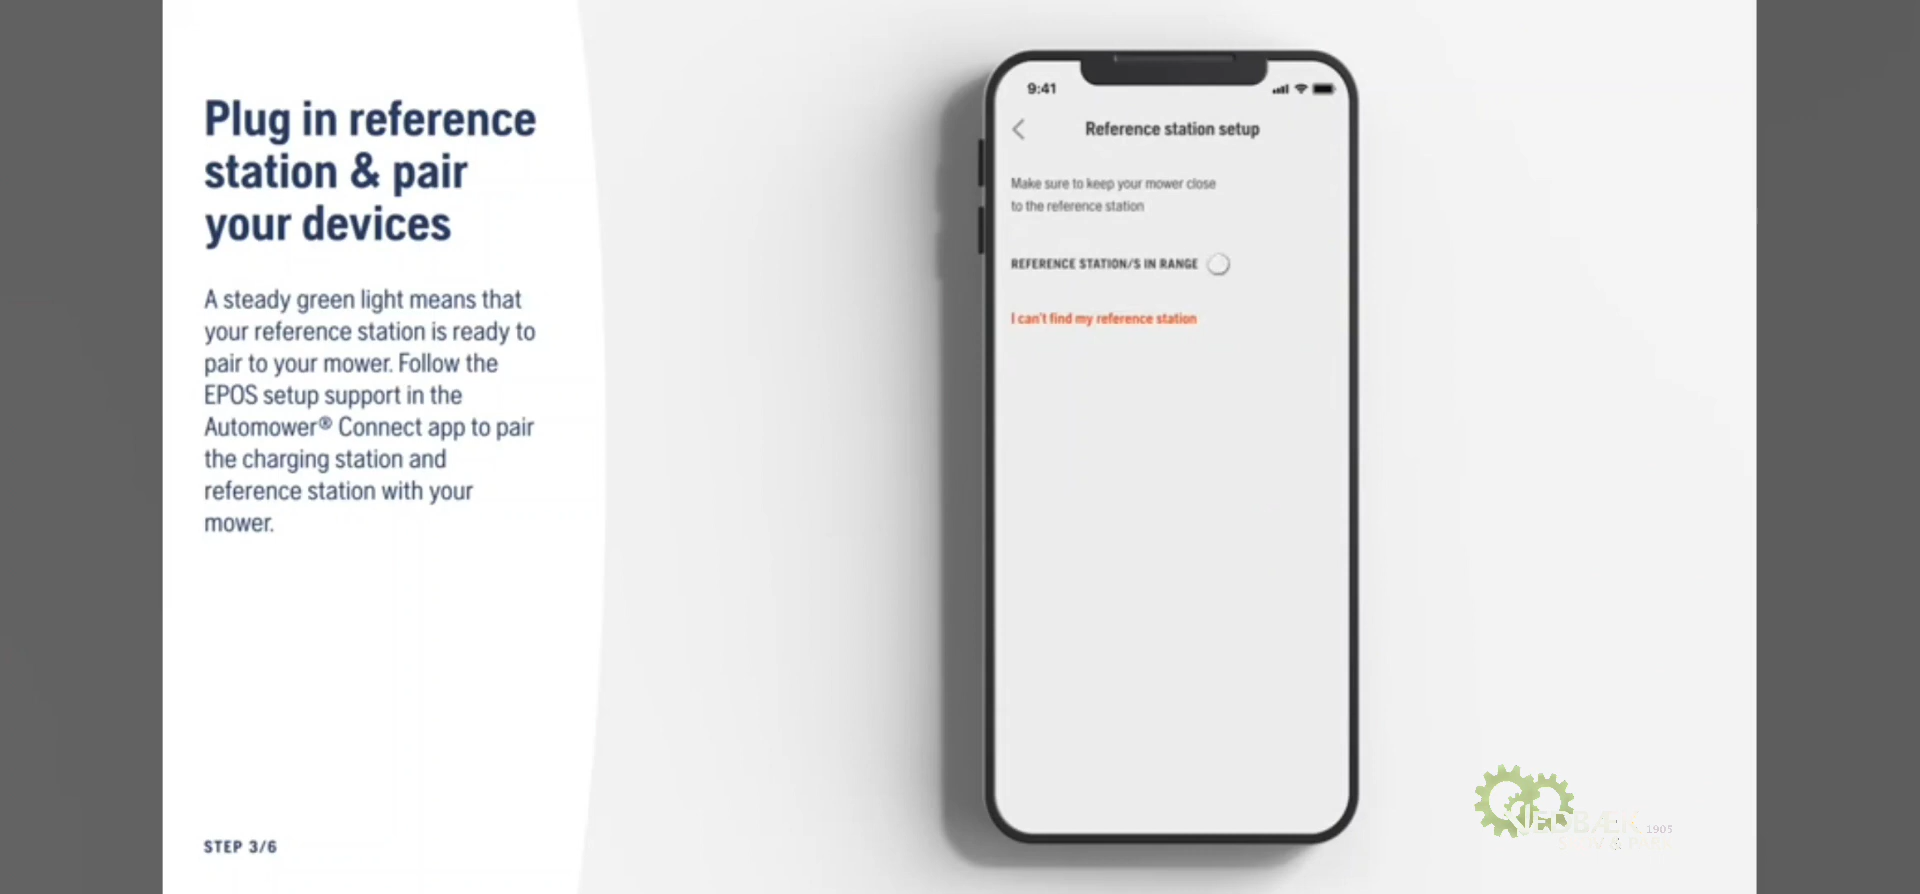 Plug in reference
station & pair
your devices
A steady green light means that
your reference station is ready to
pair to your mower. Follow the
EPOS setup support in the
Automower® Connect app to pair
the charging station and
reference station with your
mower.
STEP 3/6
9:41
Reference station setup
Make sure to keep your mower close
to the reference station
REFERENCE STATION/S IN RANGE
I can't find my reference station
1905